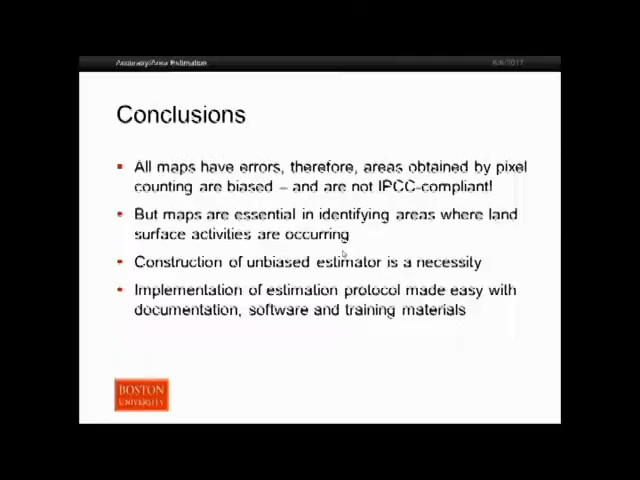 Accuracy/Area Estimation
Conclusions
All maps have errors, therefore, areas obtained by pixel
counting are biased – and are not IPCC-compliant!
But maps are essential in identifying areas where land
surface activities are occurring
Construction of unbiased estimator is a necessity
Implementation of estimation protocol made easy with
documentation, software and training materials
BOSTON
UNIVERSITY